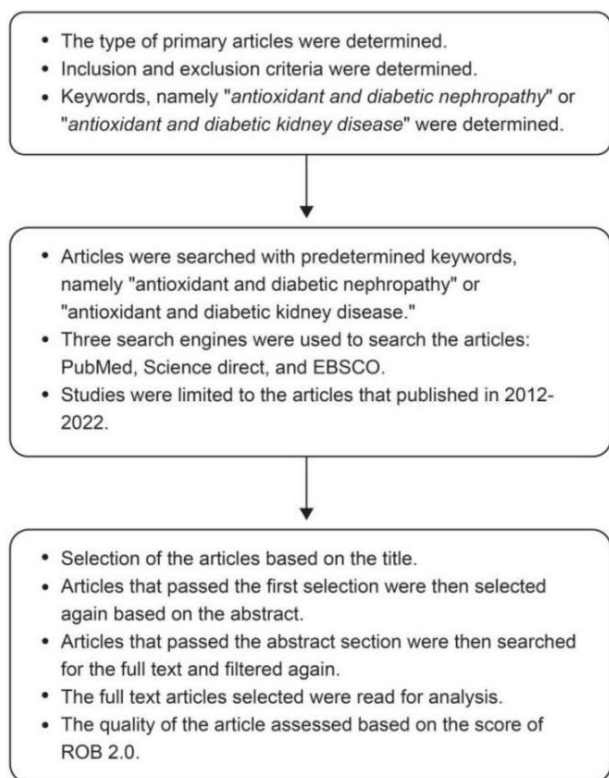 • The type of primary articles were determined.
• Inclusion and exclusion criteria were determined.
• Keywords, namely "antioxidant and diabetic nephropathy" or
"antioxidant and diabetic kidney disease" were determined.
• Articles were searched with predetermined keywords,
namely "antioxidant and diabetic nephropathy" or
"antioxidant and diabetic kidney disease."
• Three search engines were used to search the articles:
PubMed, Science direct, and EBSCO.
• Studies were limited to the articles that published in 2012-
2022.
• Selection of the articles based on the title.
• Articles that passed the first selection were then selected
again based on the abstract.
• Articles that passed the abstract section were then searched
for the full text and filtered again.
• The full text articles selected were read for analysis.
• The quality of the article assessed based on the score of
ROB 2.0.